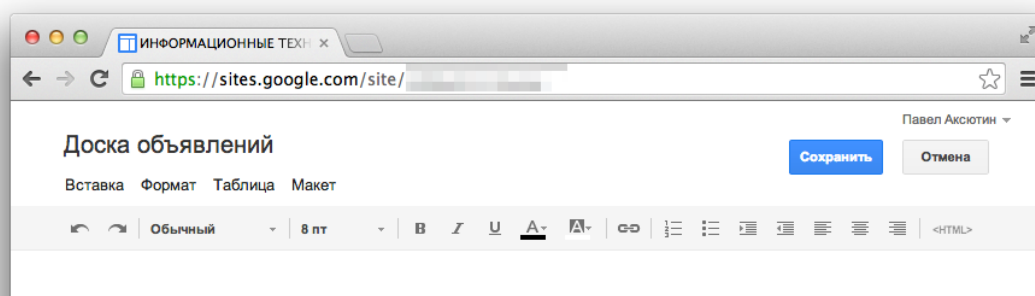 ИНФОРМАЦИОННЫЕ ТЕХН
https://sites.google.com/site/
Павел Аксютин
Доска объявлений
Сохранить Отмена
Вставка Формат Таблица Макет
Обычный 8 пт B I U A A <HTML>